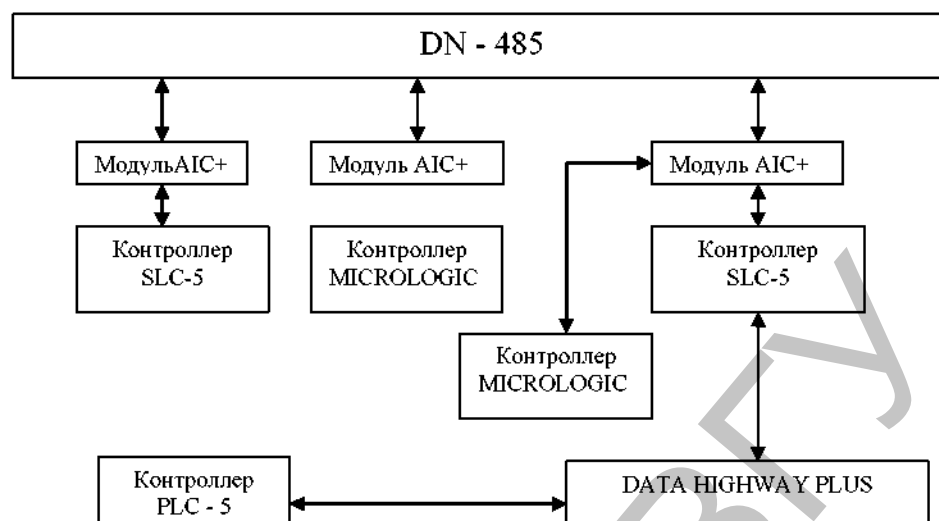 DN - 485
МодульAIC+
Модуль AIC+
Модуль AIC+
Контроллер
SLC-5
Контроллер
MICROLOGIC
Контроллер
SLC-5
Контроллер
MICROLOGIC
Контроллер
PLC - 5
DATA HIGHWAY PLUS
ВГУ